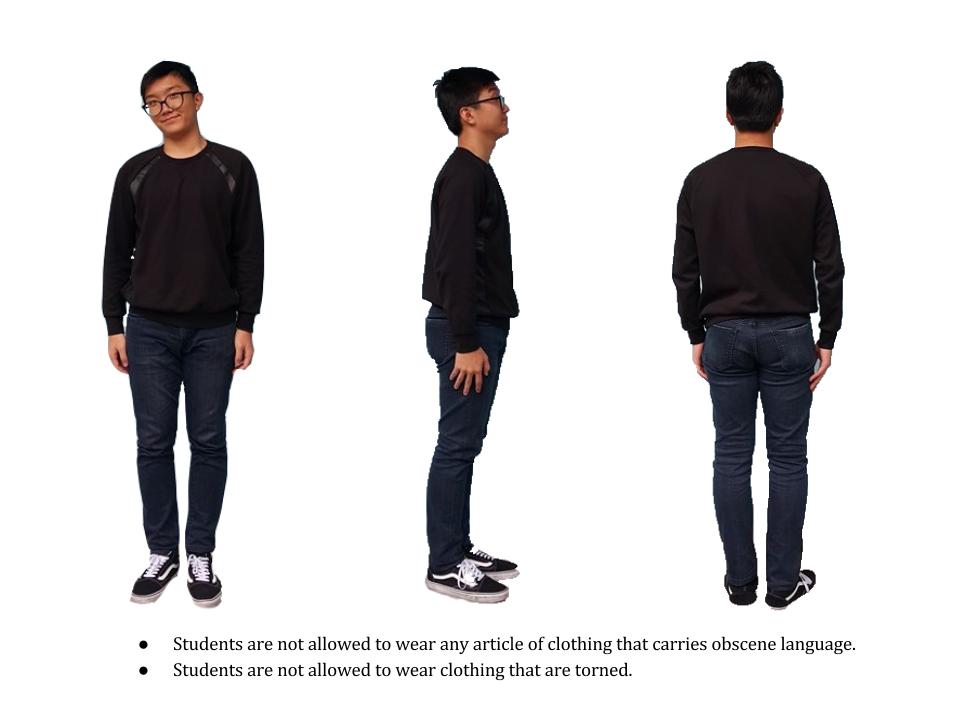 ● Students are not allowed to wear any article of clothing that carries obscene language.
● Students are not allowed to wear clothing that are torned.